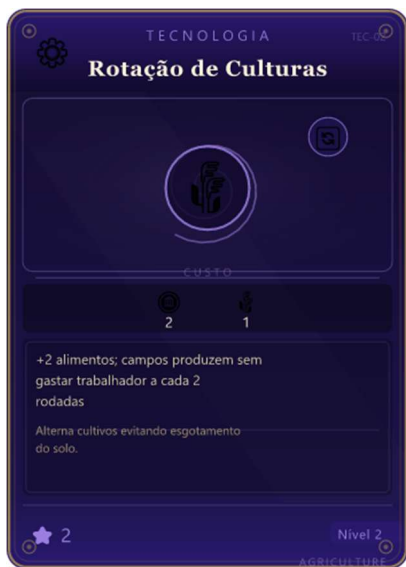 TECNOLOGIA
TEC-02
Rotação de Culturas
CUSTO
2 1
+2 alimentos; campos produzem sem
gastar trabalhador a cada 2
rodadas
Alterna cultivos evitando esgotamento
do solo.
2
Nível 2
AGRICULTURE